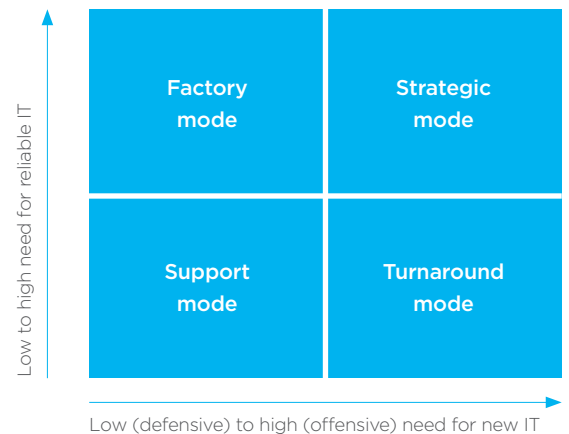 Low to high need for reliable IT
Factory
mode
Strategic
mode
Support
mode
Turnaround
mode
Low (defensive) to high (offensive) need for new IT